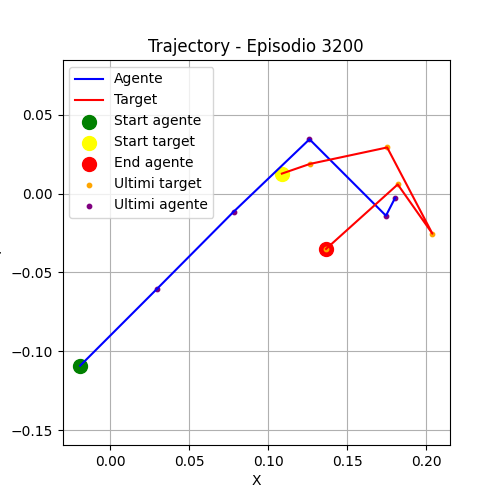 Trajectory - Episodio 3200
Agente
Target
Start agente
Start target
End agente
Ultimi target
Ultimi agente
0.05
0.00
−0.05
−0.10
−0.15
0.00
0.05
0.10
0.15
0.20
X